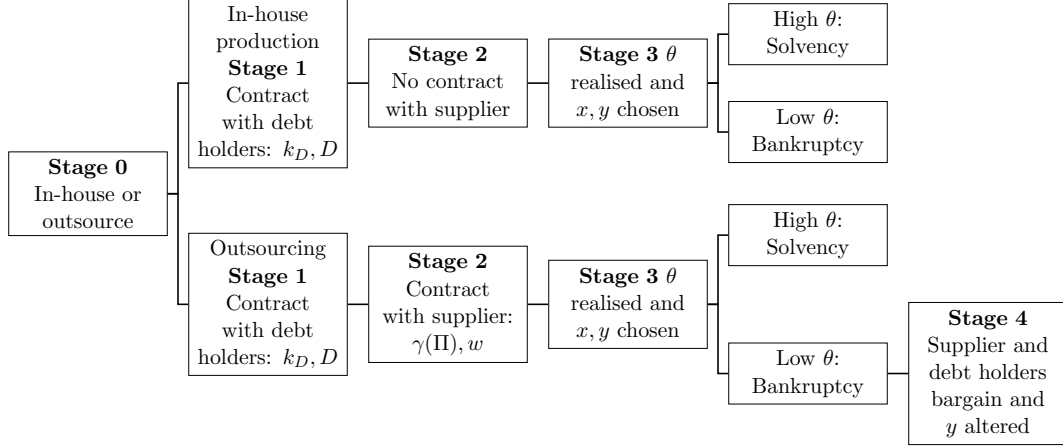 Stage 0
In-house or
outsource
In-house
production
Stage 1
Contract
with debt
holders: k_D, D
Stage 2
No contract
with supplier
Stage 3 θ
realised and
x, y chosen
High θ:
Solvency
Low θ:
Bankruptcy
Outsourcing
Stage 1
Contract
with debt
holders: k_D, D
Stage 2
Contract
with supplier:
γ(Π), w
Stage 3 θ
realised and
x, y chosen
High θ:
Solvency
Low θ:
Bankruptcy
Stage 4
Supplier and
debt holders
bargain and
y altered